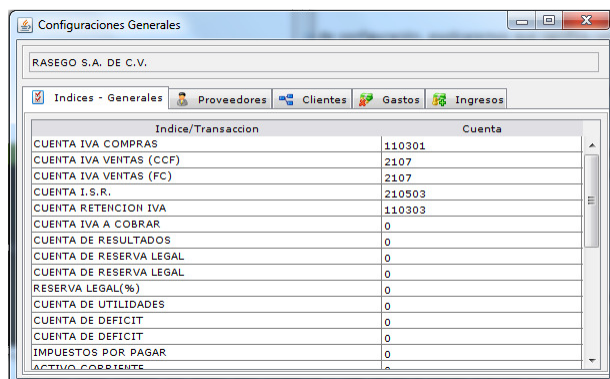 Configuraciones Generales
RASEGO S.A. DE C.V.
Indices - Generales Proveedores Clientes Gastos Ingresos
Indice/Transaccion Cuenta
CUENTA IVA COMPRAS 110301
CUENTA IVA VENTAS (CCF) 2107
CUENTA IVA VENTAS (FC) 2107
CUENTA I.S.R. 210503
CUENTA RETENCION IVA 110303
CUENTA IVA A COBRAR 0
CUENTA DE RESULTADOS 0
CUENTA DE RESERVA LEGAL 0
CUENTA DE RESERVA LEGAL 0
RESERVA LEGAL(%) 0
CUENTA DE UTILIDADES 0
CUENTA DE DEFICIT 0
CUENTA DE DEFICIT 0
IMPUESTOS POR PAGAR 0
ACTIVO CORRIENTE 0